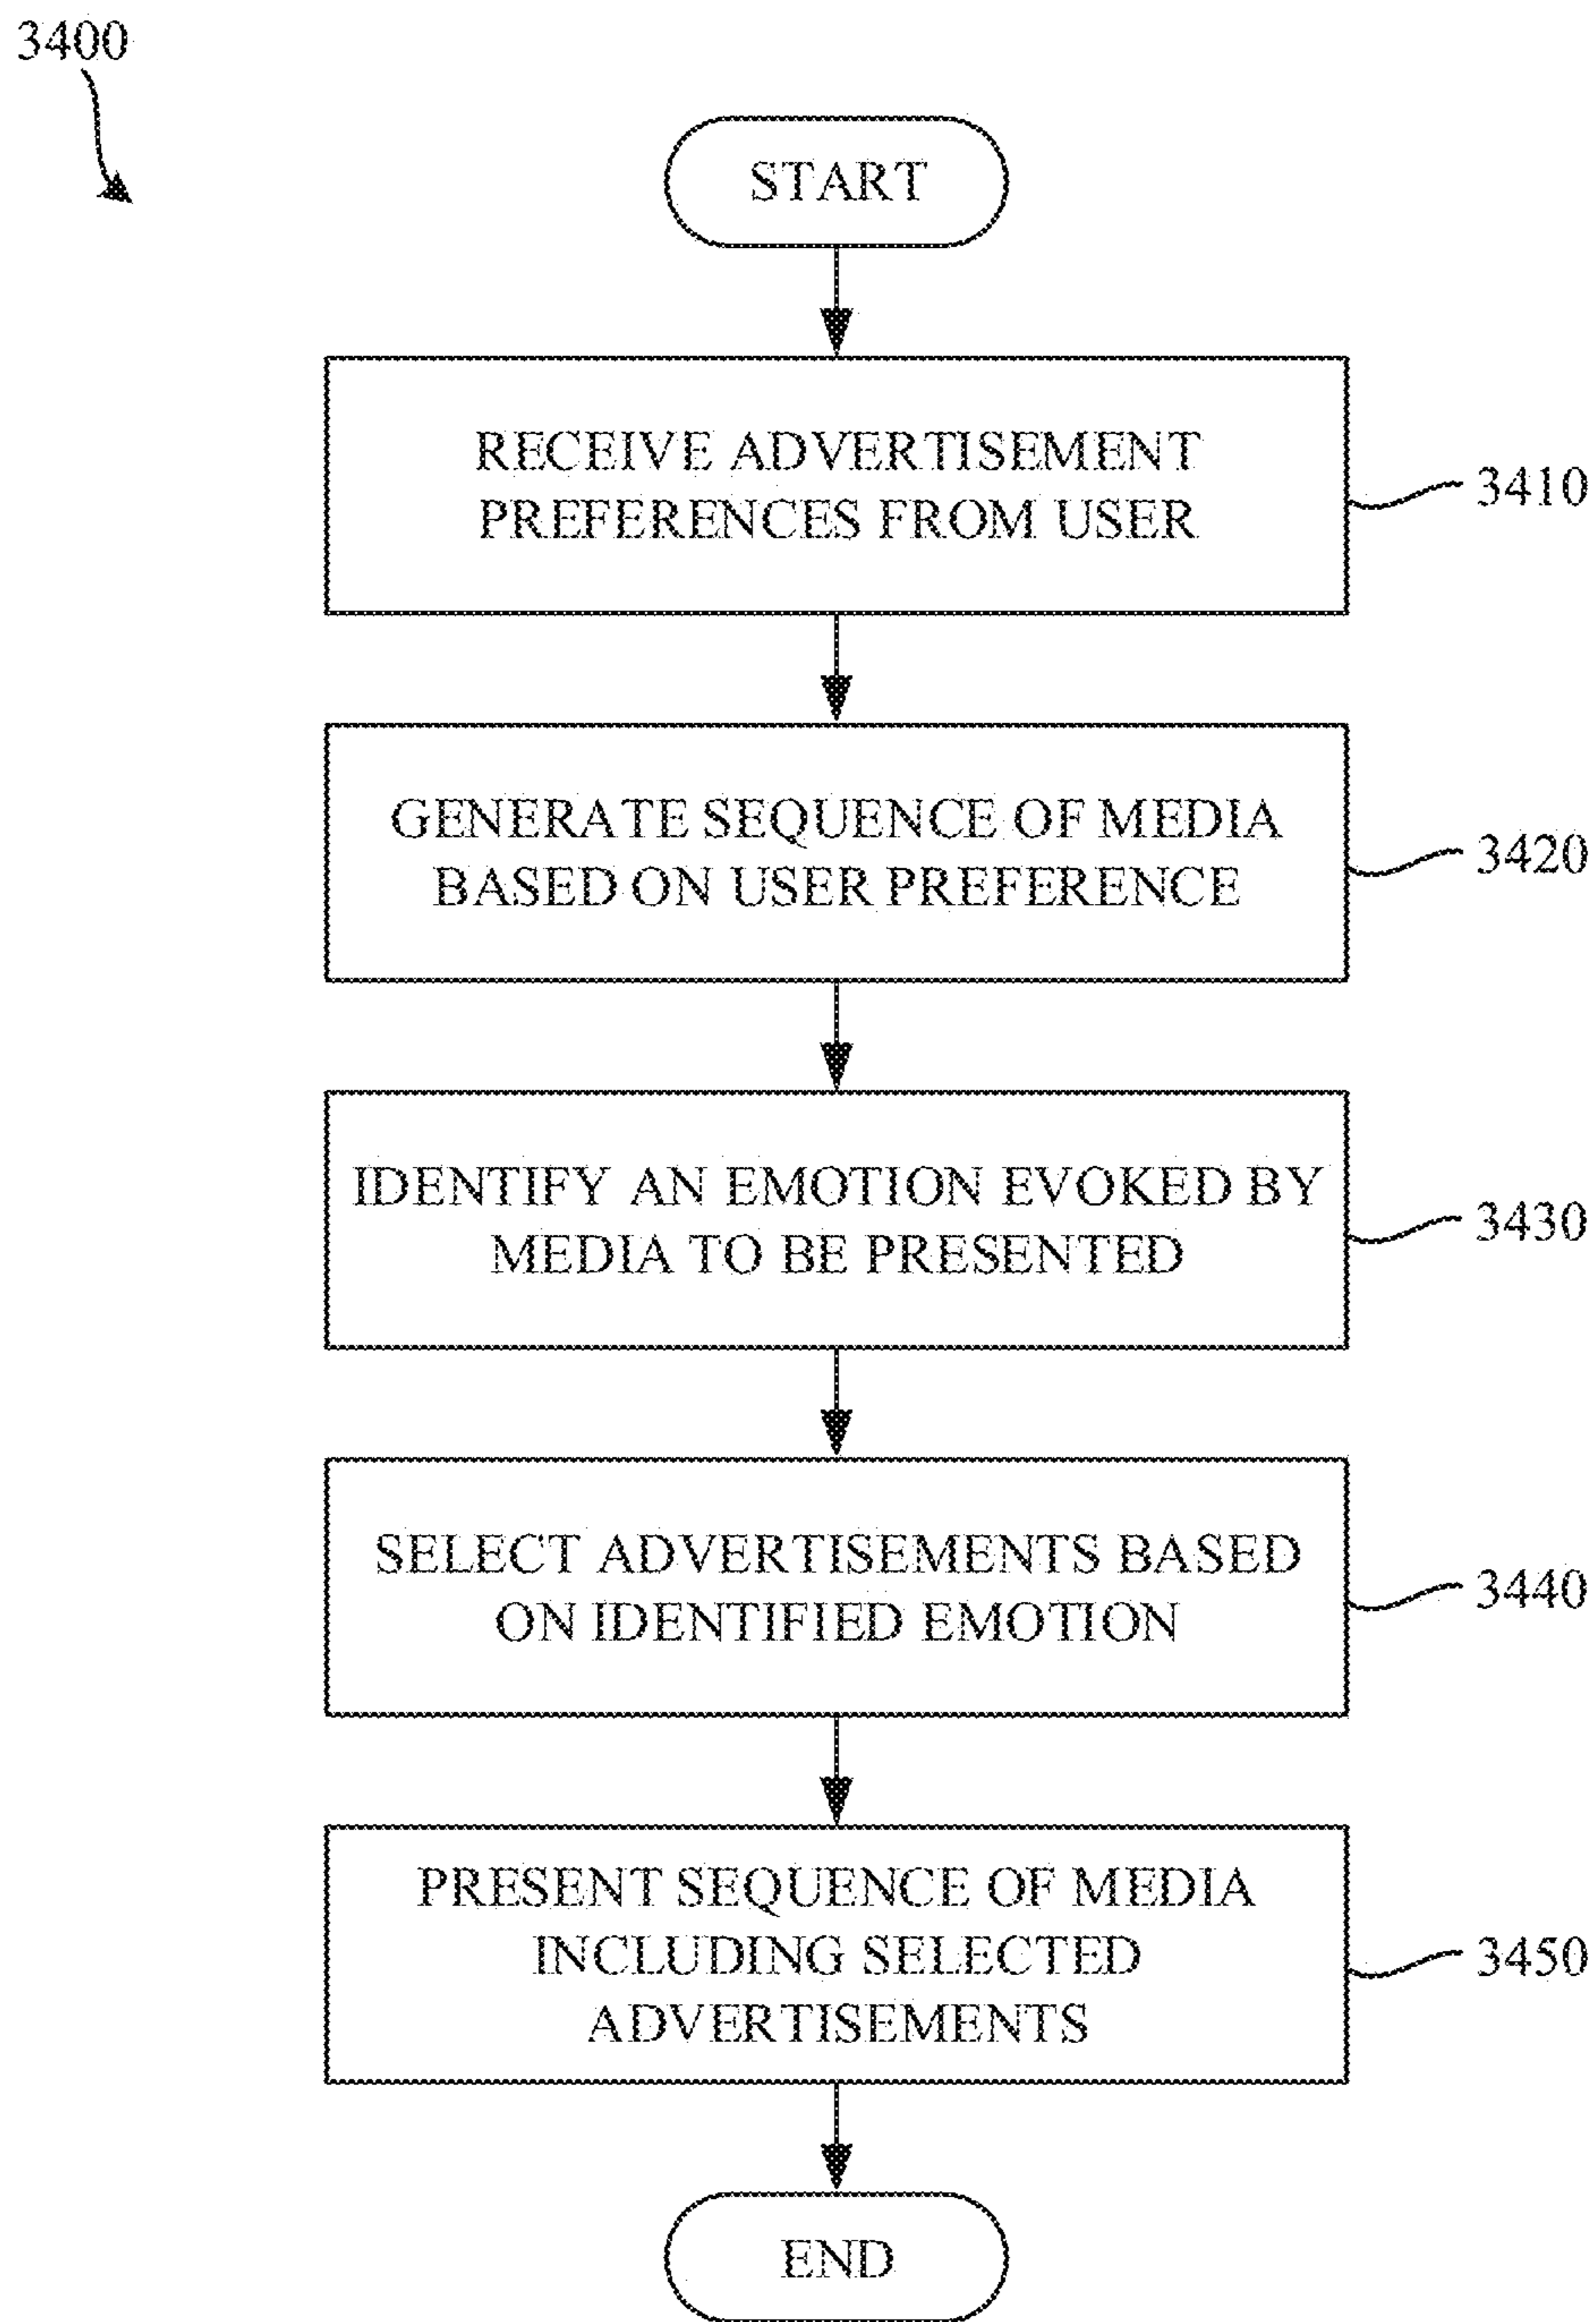 3400
START
RECEIVE ADVERTISEMENT
PREFERENCES FROM USER
3410
GENERATE SEQUENCE OF MEDIA
BASED ON USER PREFERENCE
3420
IDENTIFY AN EMOTION EVOKED BY
MEDIA TO BE PRESENTED
3430
SELECT ADVERTISEMENTS BASED
ON IDENTIFIED EMOTION
3440
PRESENT SEQUENCE OF MEDIA
INCLUDING SELECTED
ADVERTISEMENTS
3450
END